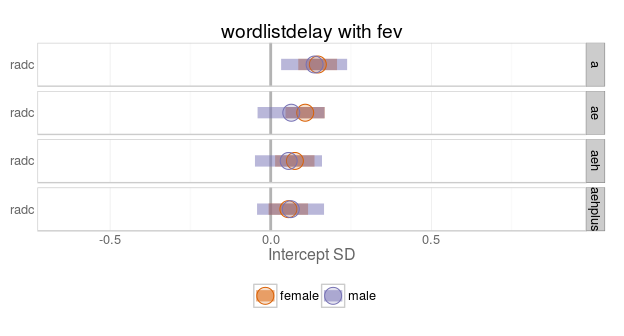 wordlistdelay with fev
radc
a
radc
ae
radc
aeh
radc
aehplus
-0.5 0.0 0.5
Intercept SD
female male